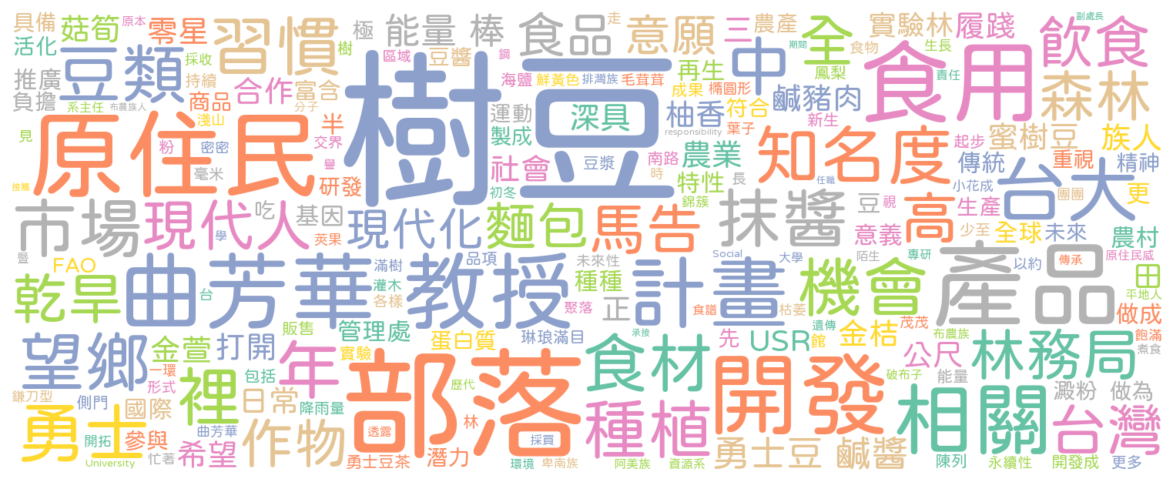 樹豆
原住民
部落
食用
開發
產品
教授
曲芳華
計畫
相關
機會
台大
知名度
飲食
豆類
習慣
森林
市場
現代人
現代化
麵包
馬告
抹醬
高
中
全
乾旱
望鄉
勇士
裡
年
食材
種植
林務局
台灣
作物
勇士豆
鹹醬
農村
田
做成
澱粉
做為
公尺
金桔
USR
先
種種
正
管理處
蛋白質
琳琅滿目
打開
金萱
日常
國際
希望
參與
潛力
勇士豆茶
FAO
吃
基因
研發
半
社會
農業
特性
製成
運動
柚香
符合
再生
鹹豬肉
意願
食品
能量
棒
極
三
農產
實驗林
履踐
蜜樹豆
族人
精神
傳統
重視
更
生產
意義
全球
未來
合作
富含
商品
零星
菇筍
具備
活化
推廣
負擔
深具
海鹽
鮮黃色
排灣族
毛茸茸
成果
橢圓形
鳳梨
食物
生長
責任
副處長
期間
走
原本
樹
區域
豆醬
採收
持續
系主任
布農族人
淺山
分子
見
粉
密密
交界
毫米
莢果
學
接觸
暨
初冬
豆漿
南路
時
長
錦簇
responsibility
葉子
新生
起步
小花成
團團
少至
豆
視
任職
陌生
專研
以約
傳承
原住民威
平地人
飽滿
煮食
Social
大學
未來性
品項
各樣
灌木
滿樹
聚落
食譜
枯萎
遺傳
館
茂茂
布農族
破布子
能量
承接
台
販售
實驗
一環
形式
包括
鐮刀型
側門
降雨量
歷代
林
曲芳華
透露
採買
開拓
忙著
University
環境
卑南族
阿美族
資源系
陳列
永續性
開發成
更多